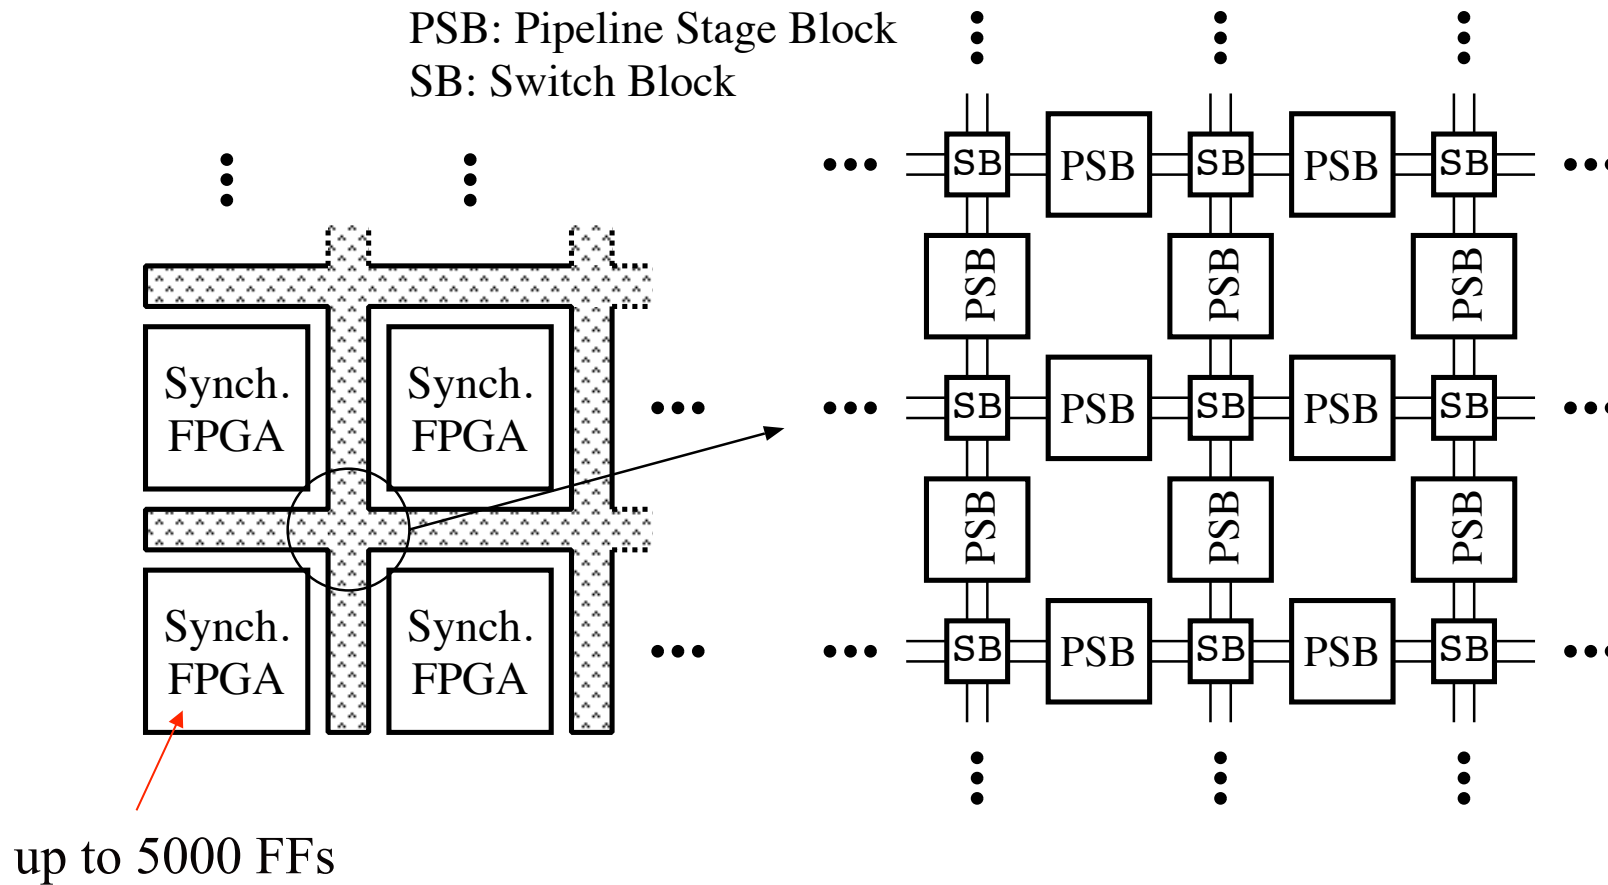 PSB: Pipeline Stage Block
SB: Switch Block
SB PSB SB PSB SB
PSB PSB PSB
SB PSB SB PSB SB
PSB PSB PSB
SB PSB SB PSB SB
Synch.
FPGA
Synch.
FPGA
Synch.
FPGA
Synch.
FPGA
up to 5000 FFs